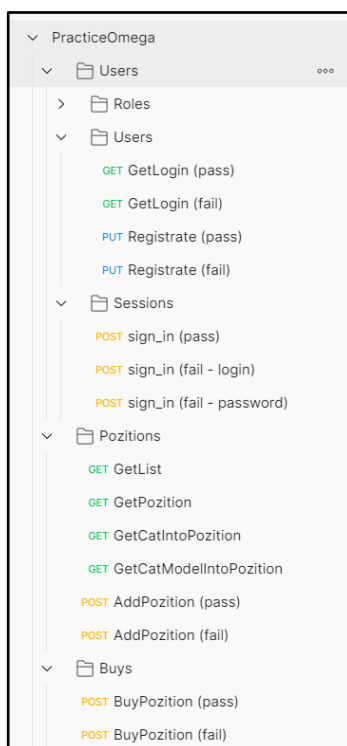 PracticeOmega
Users
Roles
Users
GET GetLogin (pass)
GET GetLogin (fail)
PUT Registrate (pass)
PUT Registrate (fail)
Sessions
POST sign_in (pass)
POST sign_in (fail - login)
POST sign_in (fail - password)
Pozitions
GET GetList
GET GetPozition
GET GetCatIntoPozition
GET GetCatModelIntoPozition
POST AddPozition (pass)
POST AddPozition (fail)
Buys
POST BuyPozition (pass)
POST BuyPozition (fail)